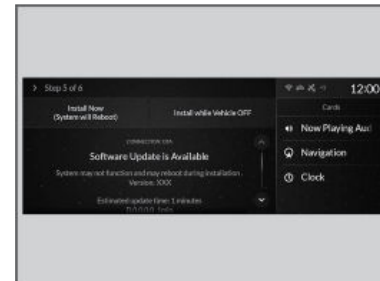 Step 5 of 6
12:00
Install Now
(System will Reboot)
Install while Vehicle OFF
Cards
CONNECTION: USA
Software Update is Available
System may not function and may reboot during installation.
Version: XXX
Estimated update time: 1 minutes
Now Playing Aux
Navigation
Clock